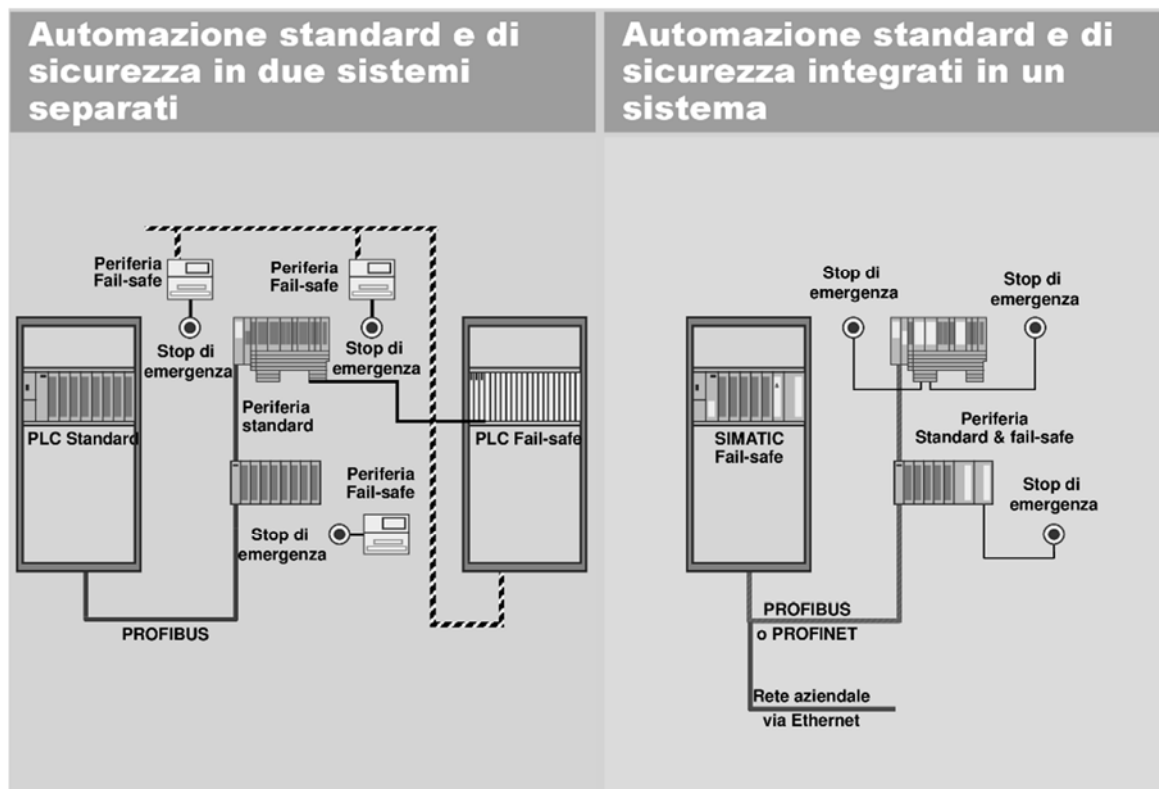 Automazione standard e di
sicurezza in due sistemi
separati
Periferia
Fail-safe
Periferia
Fail-safe
Stop di
emergenza
Stop di
emergenza
Periferia
standard
PLC Standard
PLC Fail-safe
Periferia
Fail-safe
Stop di
emergenza
PROFIBUS
Automazione standard e di
sicurezza integrati in un
sistema
Stop di
emergenza
Stop di
emergenza
SIMATIC
Fail-safe
Periferia
Standard & fail-safe
Stop di
emergenza
PROFIBUS
o PROFINET
Rete aziendale
via Ethernet